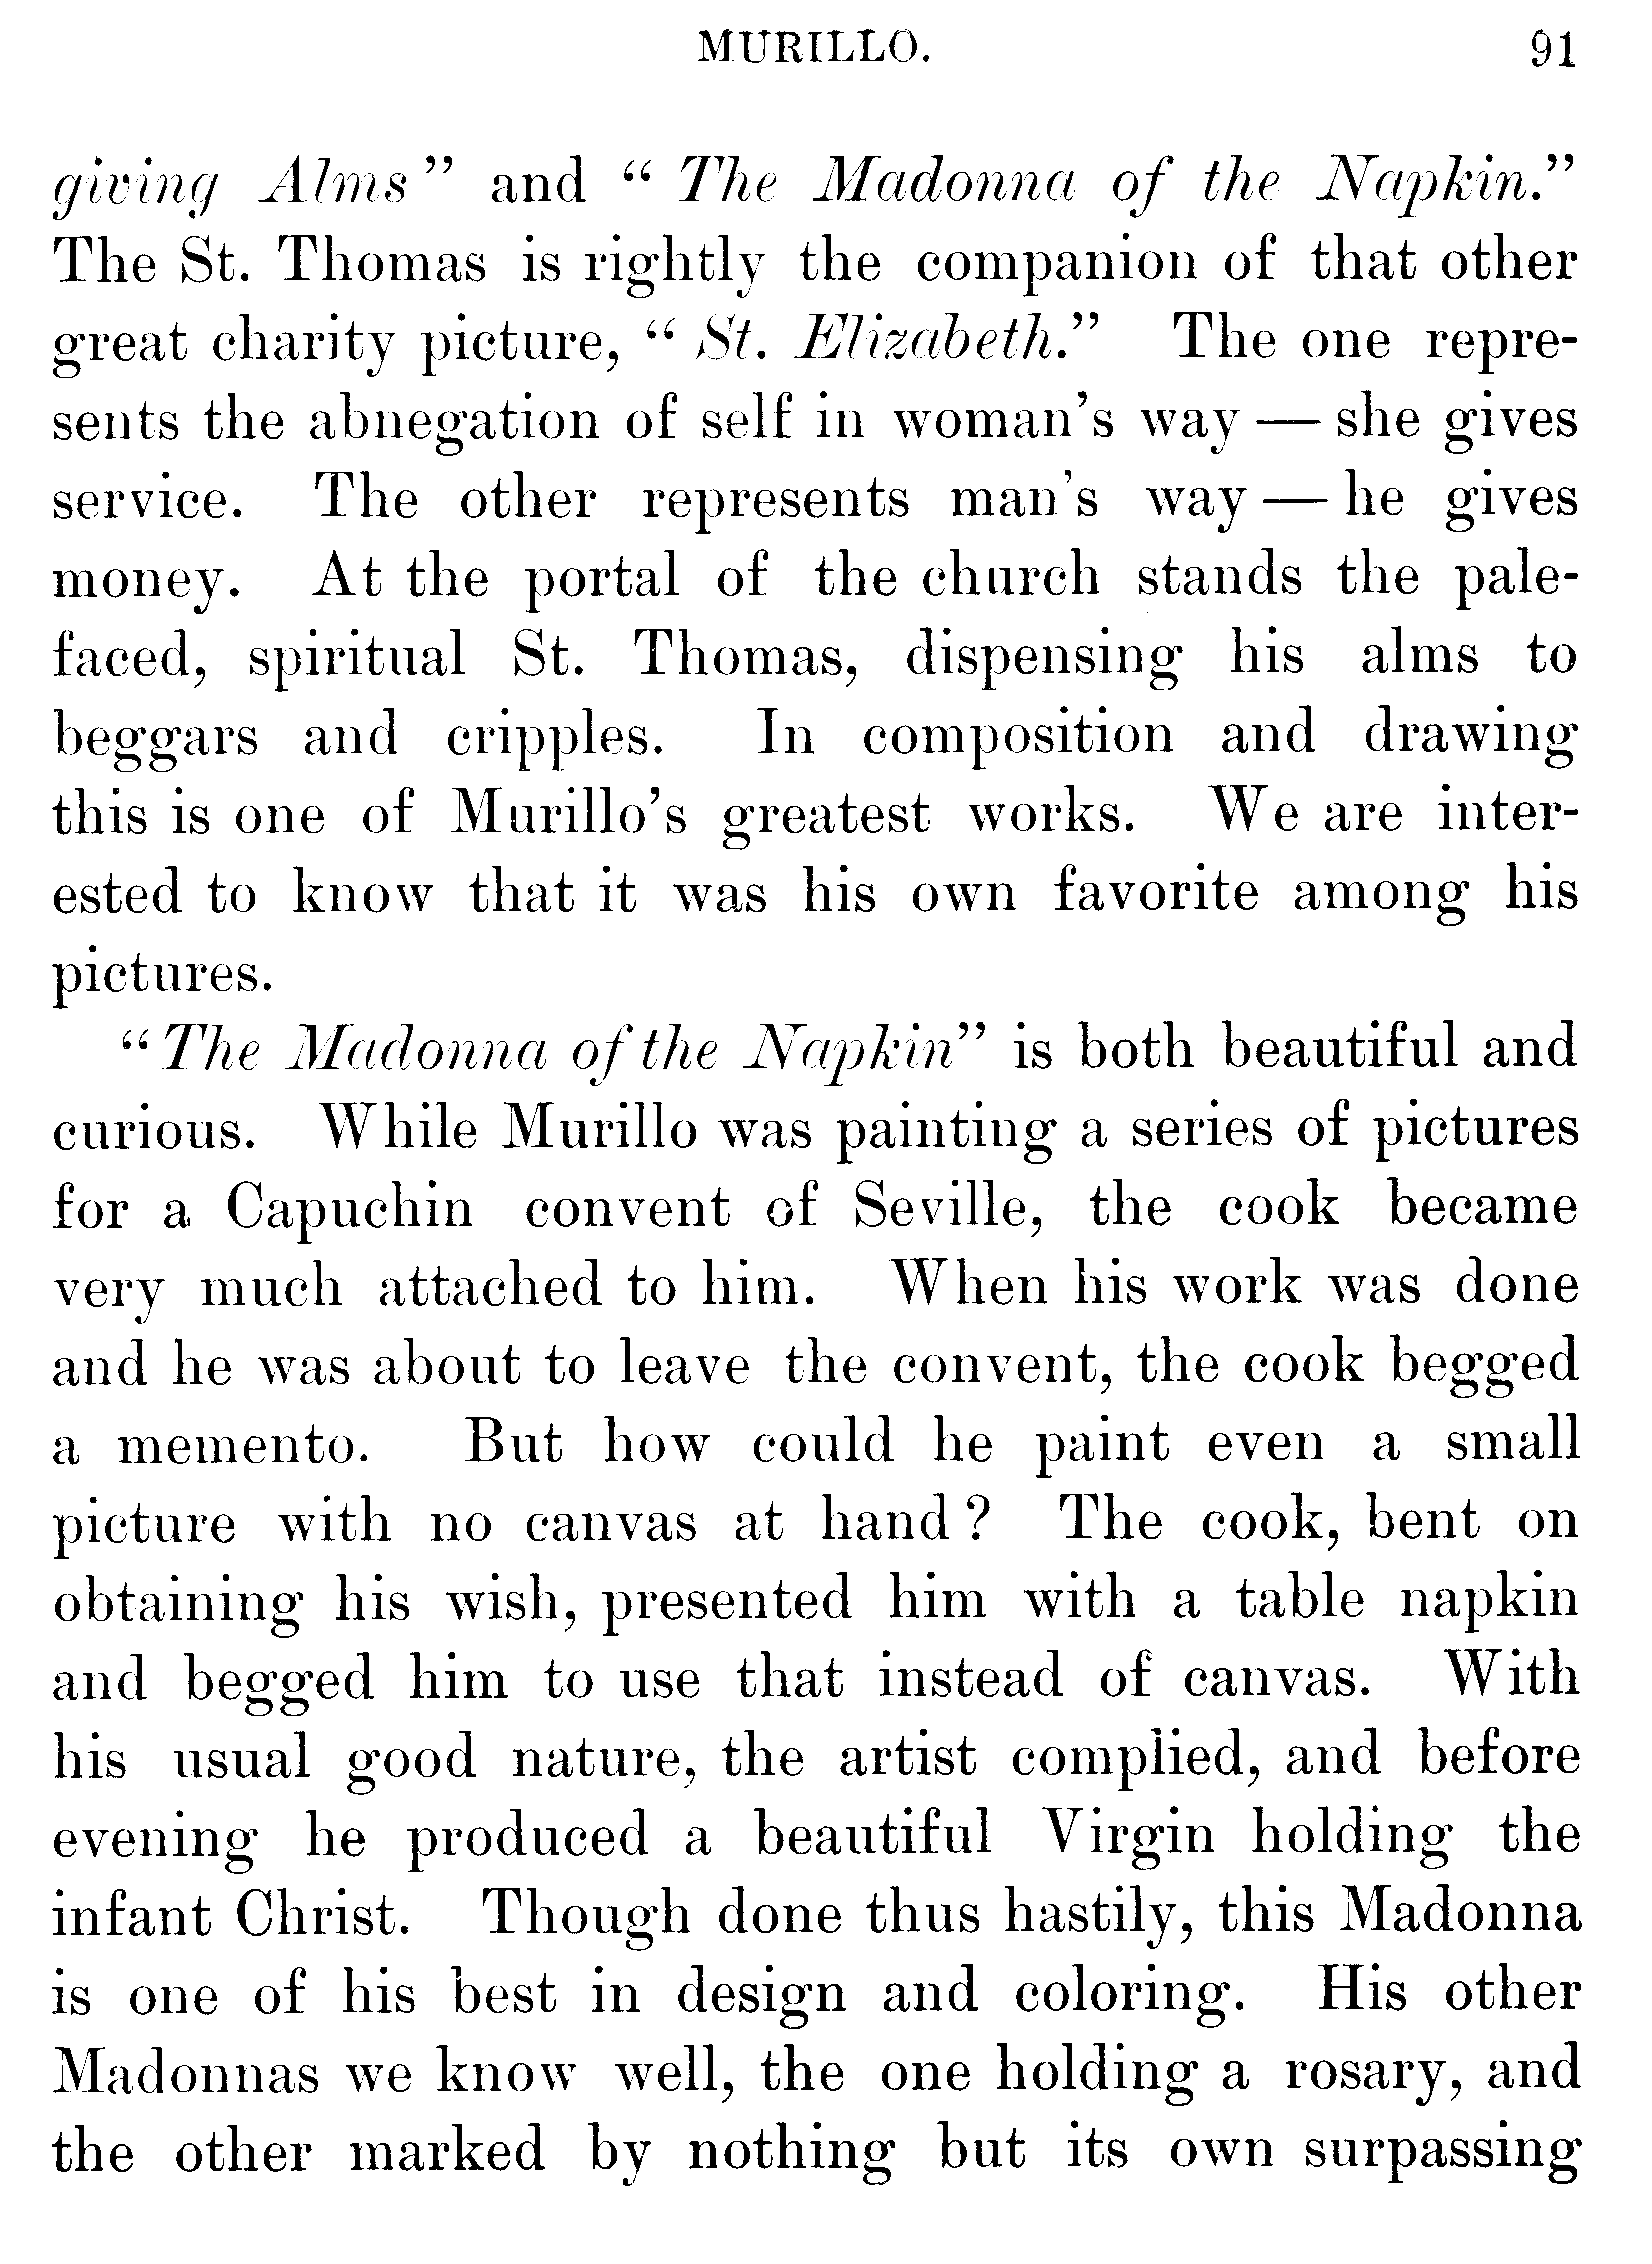 MURILLO. 91
giving Alms" and "The Madonna of the Napkin."
The St. Thomas is rightly the companion of that other
great charity picture, "St. Elizabeth." The one repre-
sents the abnegation of self in woman's way — she gives
service. The other represents man's way — he gives
money. At the portal of the church stands the pale-
faced, spiritual St. Thomas, dispensing his alms to
beggars and cripples. In composition and drawing
this is one of Murillo's greatest works. We are inter-
ested to know that it was his own favorite among his
pictures.
"The Madonna of the Napkin" is both beautiful and
curious. While Murillo was painting a series of pictures
for a Capuchin convent of Seville, the cook became
very much attached to him. When his work was done
and he was about to leave the convent, the cook begged
a memento. But how could he paint even a small
picture with no canvas at hand? The cook, bent on
obtaining his wish, presented him with a table napkin
and begged him to use that instead of canvas. With
his usual good nature, the artist complied, and before
evening he produced a beautiful Virgin holding the
infant Christ. Though done thus hastily, this Madonna
is one of his best in design and coloring. His other
Madonnas we know well, the one holding a rosary, and
the other marked by nothing but its own surpassing